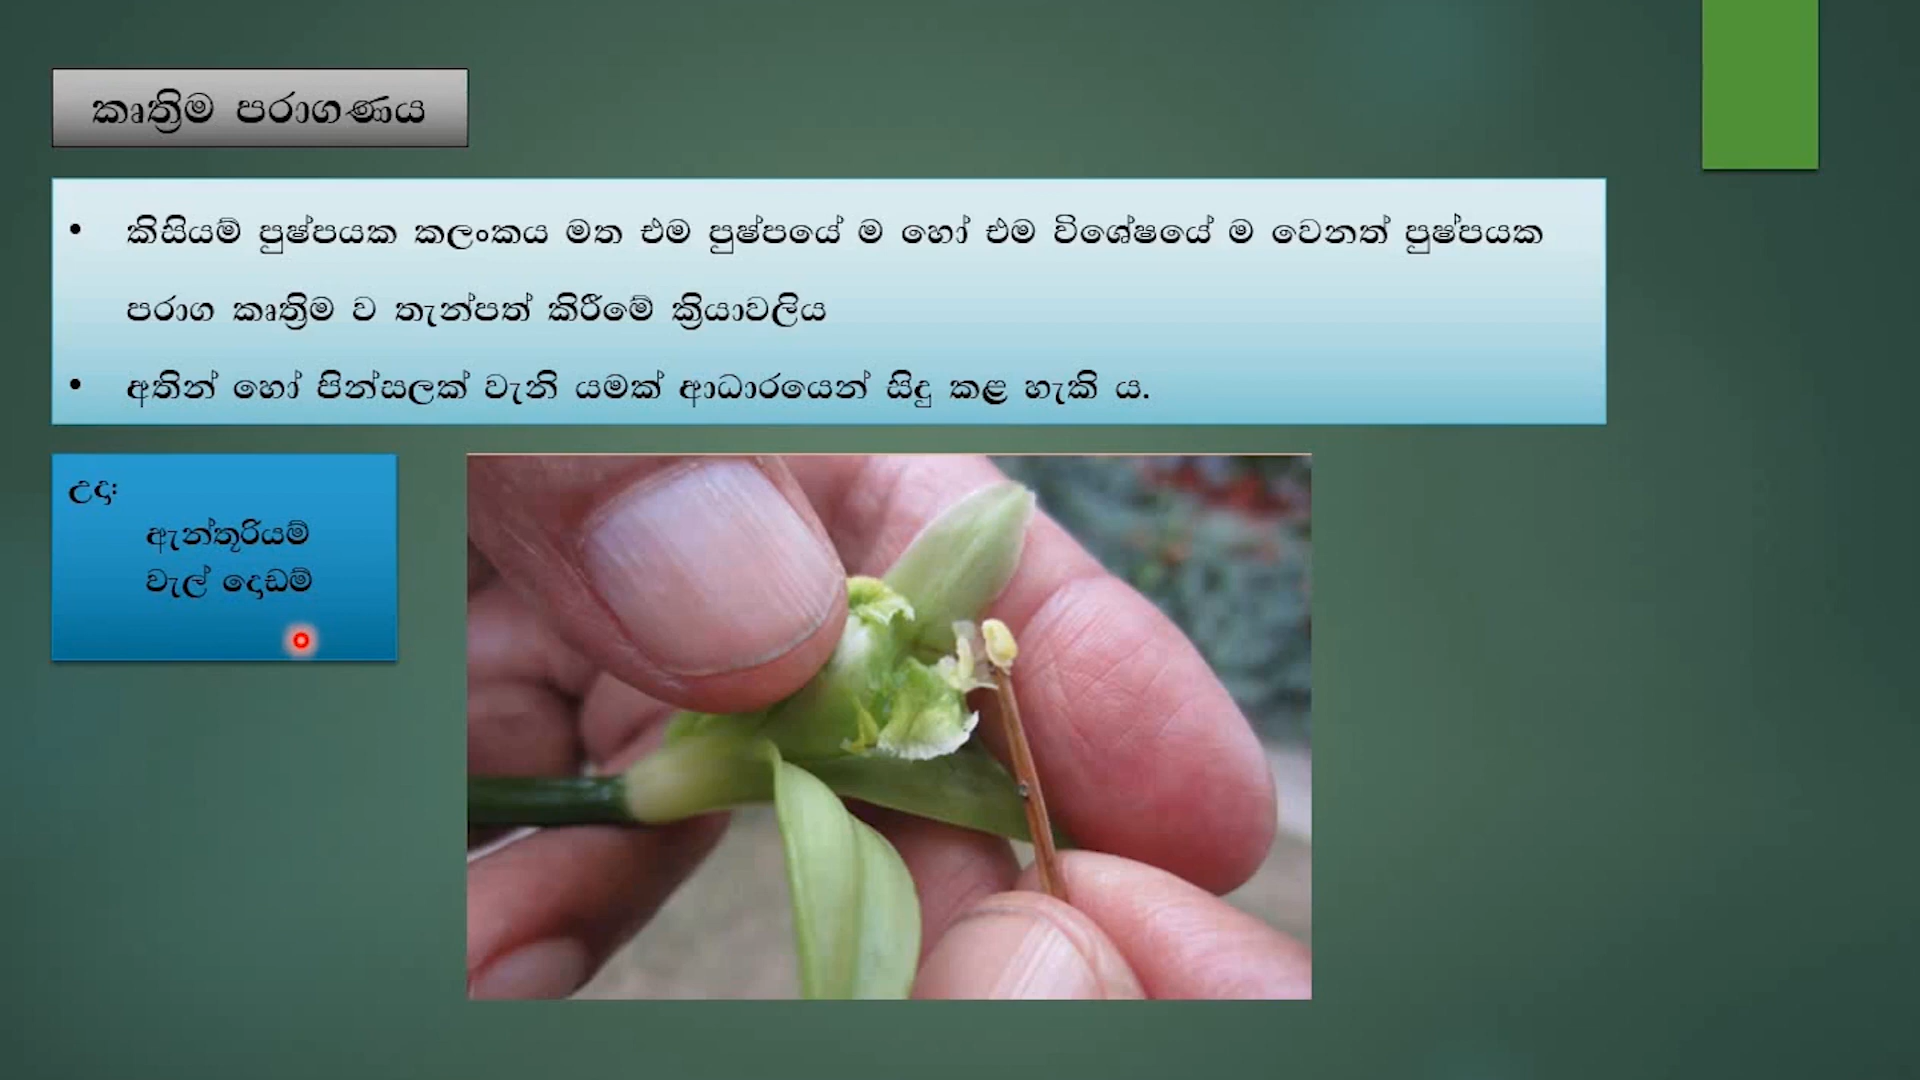 කෘත්‍රිම පරාගණය
• කිසියම් පුෂ්පයක කලංකය මත එම පුෂ්පයේ ම හෝ එම විශේෂයේ ම වෙනත් පුෂ්පයක
පරාග කෘත්‍රිම ව තැන්පත් කිරීමේ ක්‍රියාවලිය
• අතින් හෝ පින්සලක් වැනි යමක් ආධාරයෙන් සිදු කළ හැකි ය.
උදා:
ඇන්තූරියම්
වැල් දොඩම්